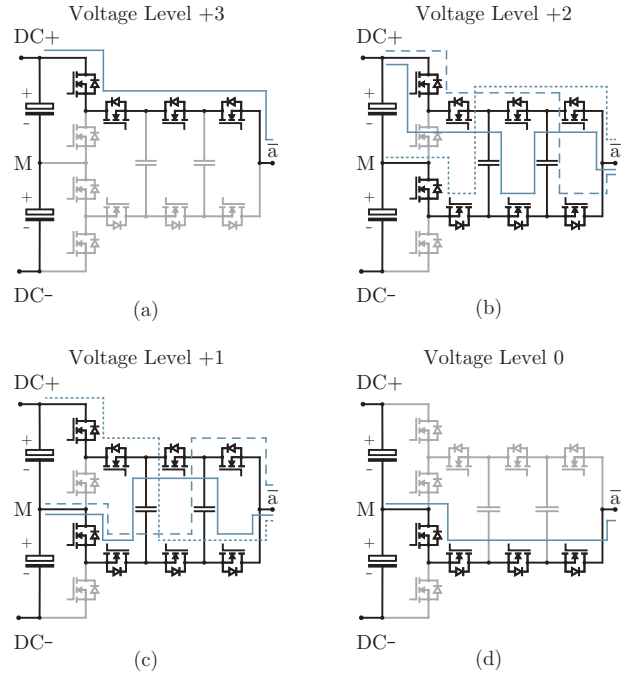 Voltage Level +3
DC+
+
-
M
+
-
DC-
a̅
(a)
Voltage Level +2
DC+
+
-
M
+
-
DC-
a̅
(b)
Voltage Level +1
DC+
+
-
M
+
-
DC-
a̅
(c)
Voltage Level 0
DC+
+
-
M
+
-
DC-
a̅
(d)